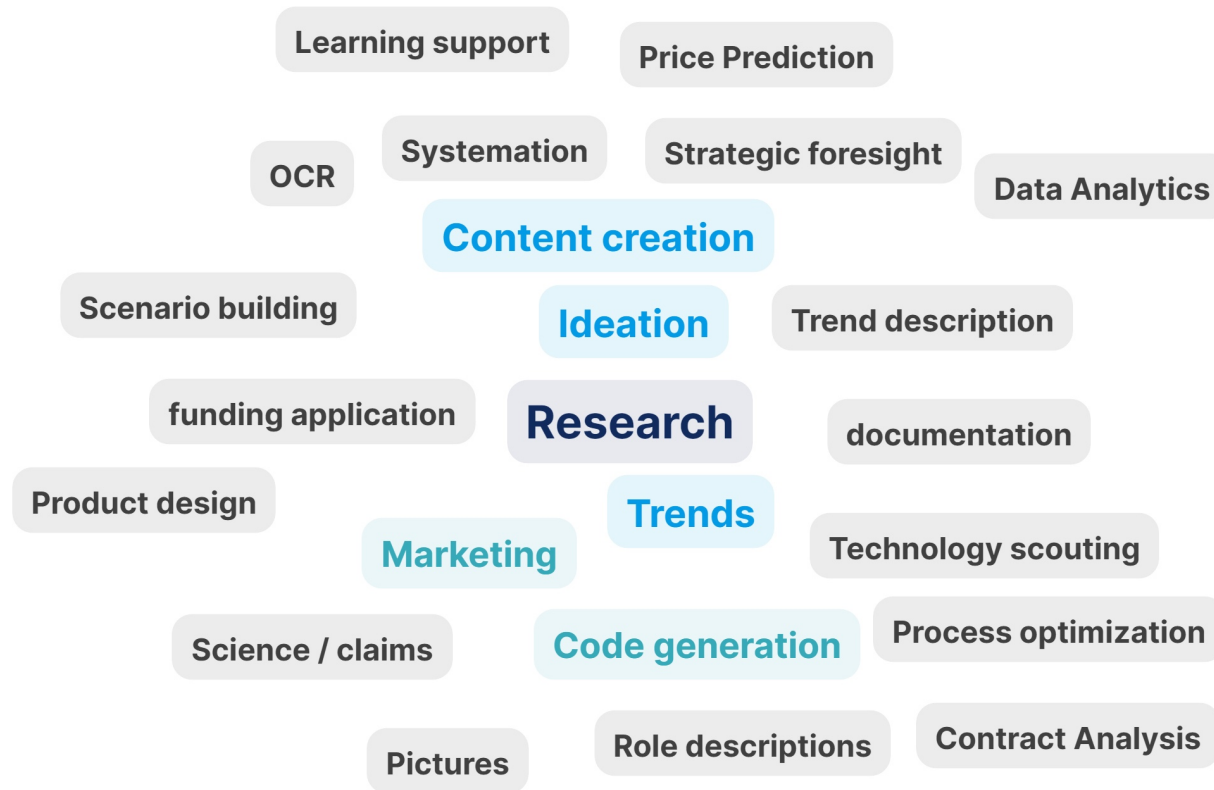 Learning support
Price Prediction
Systemation
Strategic foresight
OCR
Data Analytics
Content creation
Scenario building
Ideation
Trend description
funding application
Research
documentation
Product design
Trends
Marketing
Technology scouting
Science / claims
Code generation
Process optimization
Pictures
Role descriptions
Contract Analysis